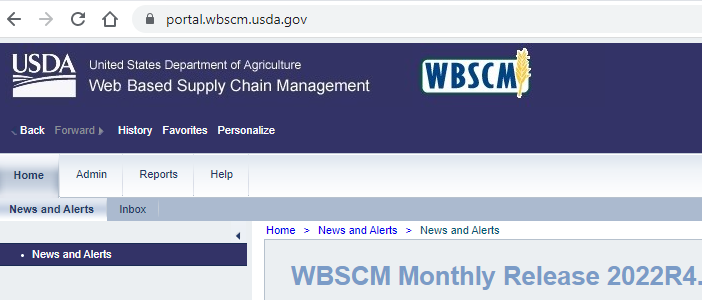 portal.wbscm.usda.gov
USDA
United States Department of Agriculture
Web Based Supply Chain Management
WBSCM
Back Forward History Favorites Personalize
Home Admin Reports Help
News and Alerts Inbox
Home > News and Alerts > News and Alerts
• News and Alerts
WBSCM Monthly Release 2022R4.